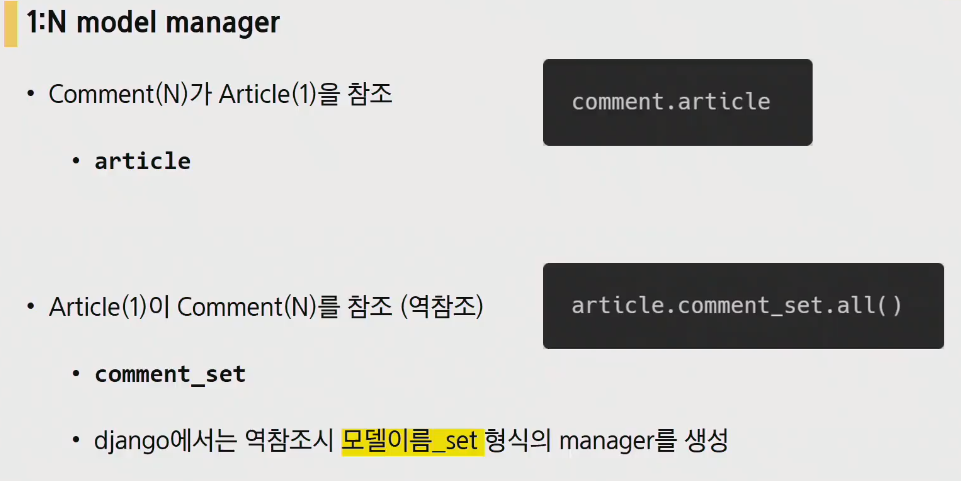 1:N model manager
• Comment(N)가 Article(1)을 참조
comment.article
• article
• Article(1)이 Comment(N)를 참조 (역참조)
article.comment_set.all()
• comment_set
• django에서는 역참조시 모델이름_set 형식의 manager를 생성